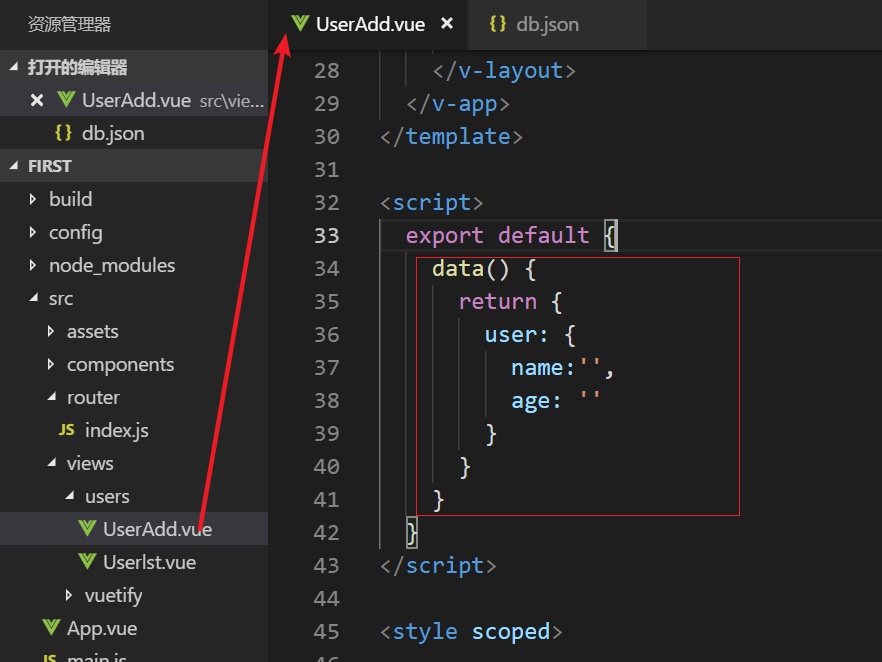 资源管理器
打开的编辑器
UserAdd.vue src\vie...
{} db.json
FIRST
build
config
node_modules
src
assets
components
router
JS index.js
views
users
UserAdd.vue
Userlst.vue
vuetify
App.vue
JS main.js
UserAdd.vue
{} db.json
28 </v-layout>
29 </v-app>
30 </template>
31
32 <script>
33 export default {
34 data() {
35 return {
36 user: {
37 name:'',
38 age: ''
39 }
40 }
41 }
42 }
43 </script>
44
45 <style scoped>
46